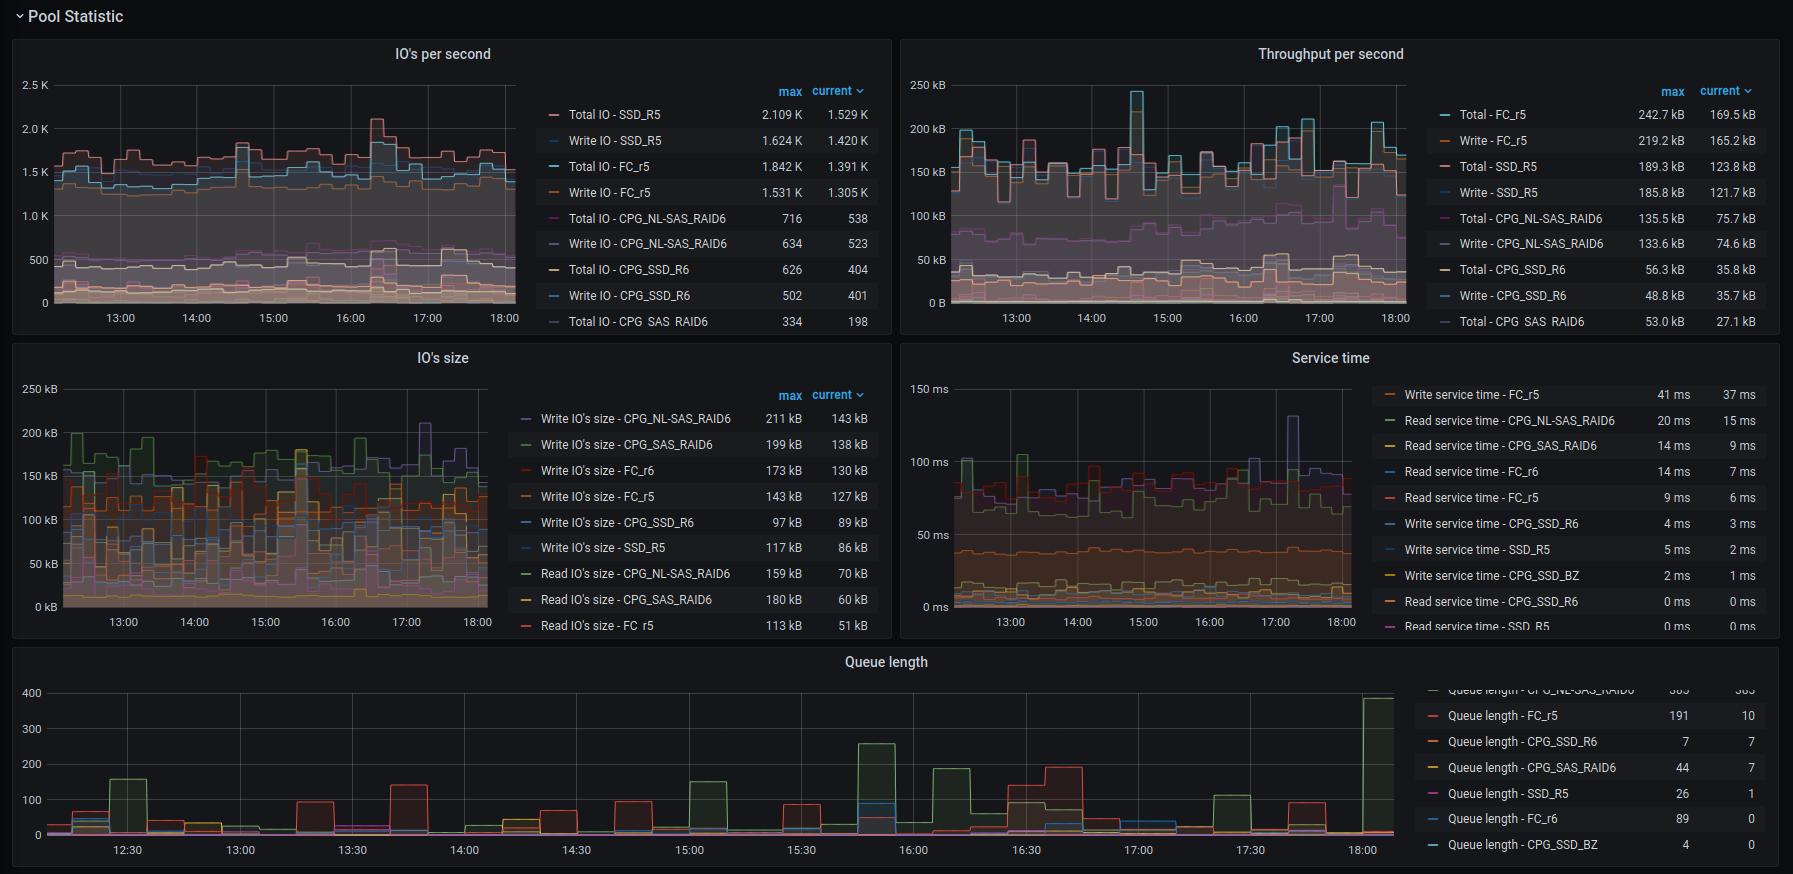 Pool Statistic
IO's per second
2.5 K
2.0 K
1.5 K
1.0 K
500
0
13:00 14:00 15:00 16:00 17:00 18:00
max current
Total IO - SSD_R5 2.109 K 1.529 K
Write IO - SSD_R5 1.624 K 1.420 K
Total IO - FC_r5 1.842 K 1.391 K
Write IO - FC_r5 1.531 K 1.305 K
Total IO - CPG_NL-SAS_RAID6 716 538
Write IO - CPG_NL-SAS_RAID6 634 523
Total IO - CPG_SSD_R6 626 404
Write IO - CPG_SSD_R6 502 401
Total IO - CPG_SAS_RAID6 334 198
Throughput per second
250 kB
200 kB
150 kB
100 kB
50 kB
0 B
13:00 14:00 15:00 16:00 17:00 18:00
max current
Total - FC_r5 242.7 kB 169.5 kB
Write - FC_r5 219.2 kB 165.2 kB
Total - SSD_R5 189.3 kB 123.8 kB
Write - SSD_R5 185.8 kB 121.7 kB
Total - CPG_NL-SAS_RAID6 135.5 kB 75.7 kB
Write - CPG_NL-SAS_RAID6 133.6 kB 74.6 kB
Total - CPG_SSD_R6 56.3 kB 35.8 kB
Write - CPG_SSD_R6 48.8 kB 35.7 kB
Total - CPG_SAS_RAID6 53.0 kB 27.1 kB
IO's size
250 kB
200 kB
150 kB
100 kB
50 kB
0 kB
13:00 14:00 15:00 16:00 17:00 18:00
max current
Write IO's size - CPG_NL-SAS_RAID6 211 kB 143 kB
Write IO's size - CPG_SAS_RAID6 199 kB 138 kB
Write IO's size - FC_r6 173 kB 130 kB
Write IO's size - FC_r5 143 kB 127 kB
Write IO's size - CPG_SSD_R6 97 kB 89 kB
Write IO's size - SSD_R5 117 kB 86 kB
Read IO's size - CPG_NL-SAS_RAID6 159 kB 70 kB
Read IO's size - CPG_SAS_RAID6 180 kB 60 kB
Read IO's size - FC_r5 113 kB 51 kB
Service time
150 ms
100 ms
50 ms
0 ms
13:00 14:00 15:00 16:00 17:00 18:00
Write service time - FC_r5 41 ms 37 ms
Read service time - CPG_NL-SAS_RAID6 20 ms 15 ms
Read service time - CPG_SAS_RAID6 14 ms 9 ms
Read service time - FC_r6 14 ms 7 ms
Read service time - FC_r5 9 ms 6 ms
Write service time - CPG_SSD_R6 4 ms 3 ms
Write service time - SSD_R5 5 ms 2 ms
Write service time - CPG_SSD_BZ 2 ms 1 ms
Read service time - CPG_SSD_R6 0 ms 0 ms
Read service time - SSD_R5 0 ms 0 ms
Queue length
400
300
200
100
0
12:30 13:00 13:30 14:00 14:30 15:00 15:30 16:00 16:30 17:00 17:30 18:00
Queue length - CPG_NL-SAS_RAID6 385 385
Queue length - FC_r5 191 10
Queue length - CPG_SSD_R6 7 7
Queue length - CPG_SAS_RAID6 44 7
Queue length - SSD_R5 26 1
Queue length - FC_r6 89 0
Queue length - CPG_SSD_BZ 4 0